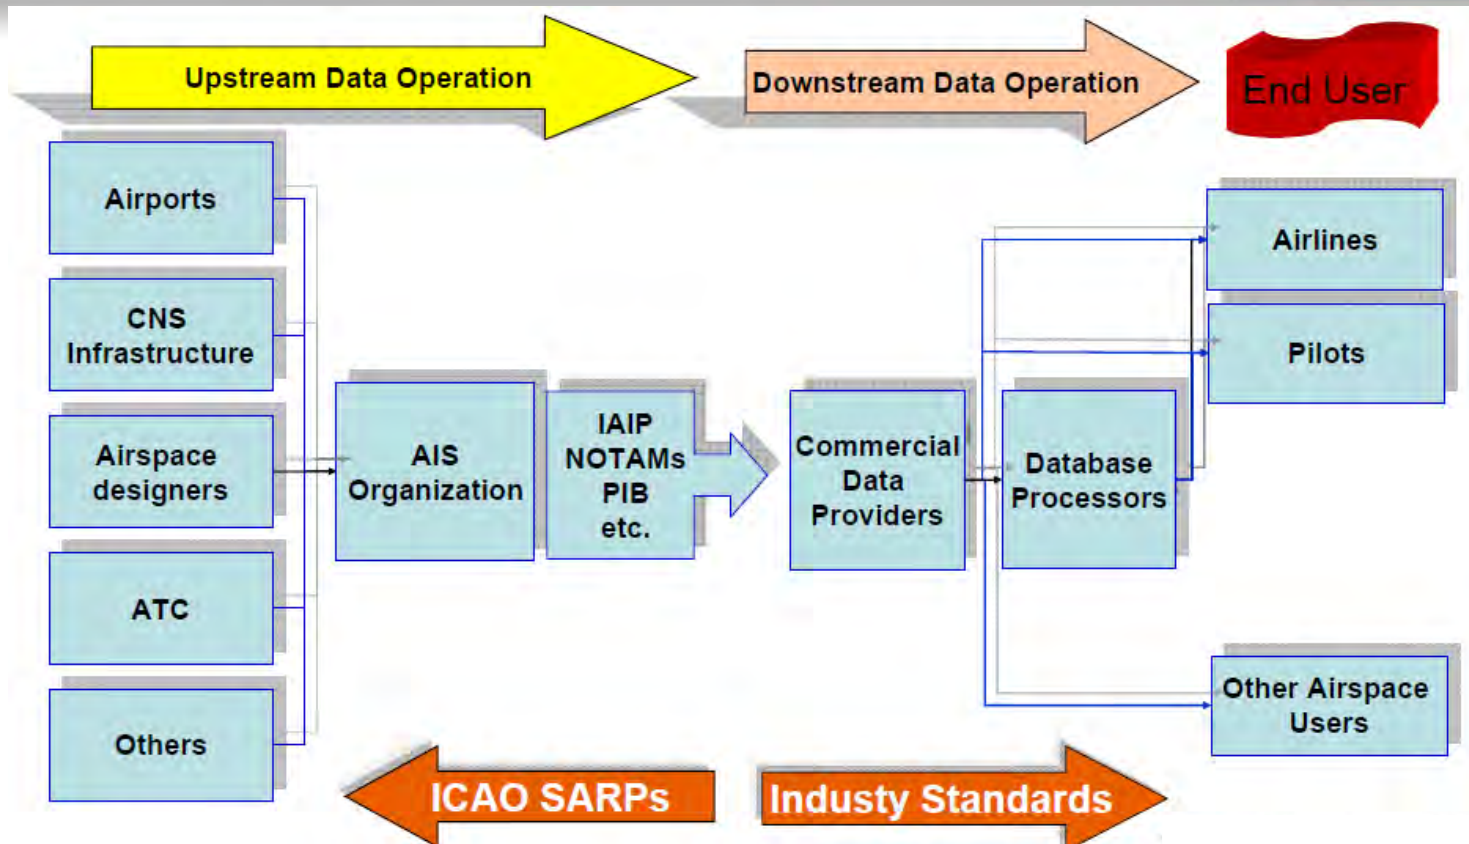 Upstream Data Operation
Downstream Data Operation
End User
Airports
CNS
Infrastructure
Airspace
designers
ATC
Others
AIS
Organization
IAIP
NOTAMs
PIB
etc.
Commercial
Data
Providers
Database
Processors
Airlines
Pilots
Other Airspace
Users
ICAO SARPs
Industy Standards